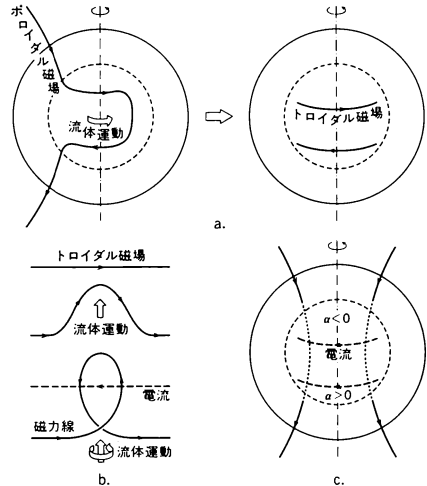 ポロイダル磁場
流体運動
トロイダル磁場
a.
トロイダル磁場
流体運動
電流
磁力線
流体運動
b.
α<0
電流
α>0
c.